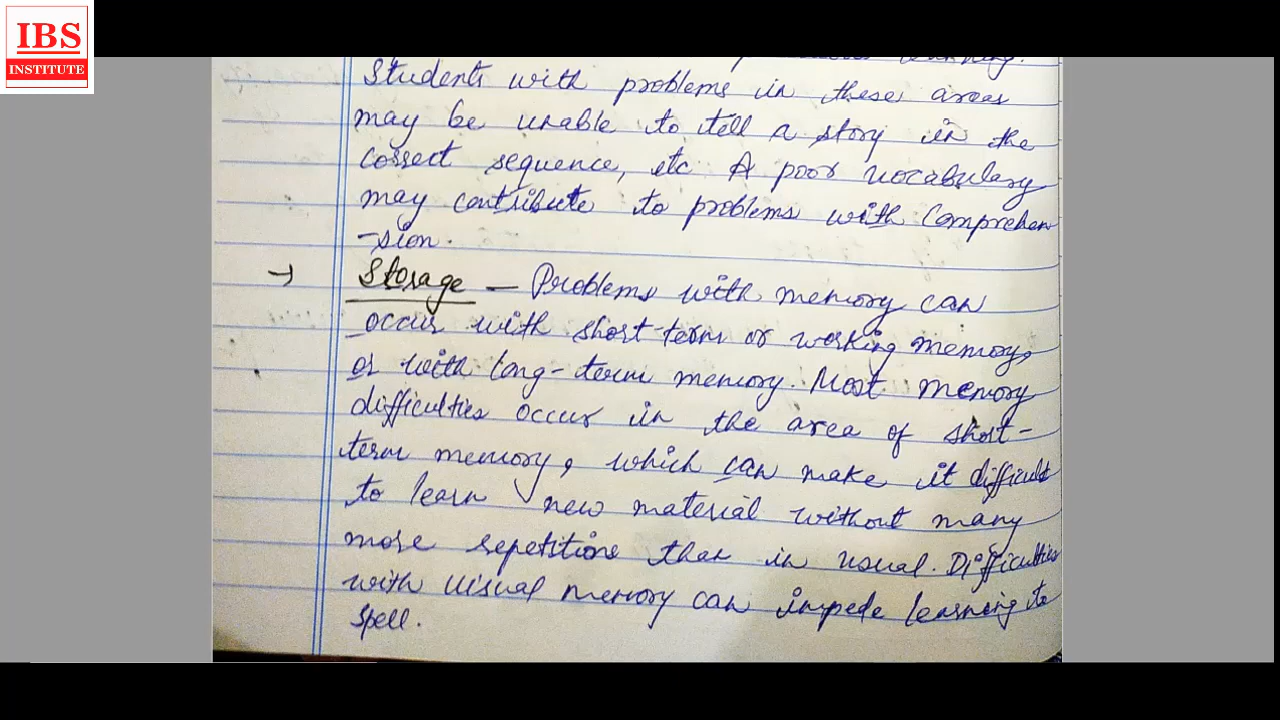 IBS
INSTITUTE
learning.
Students with problems in these areas
may be unable to tell a story in the
correct sequence, etc A poor vocabulary
may contribute to problems with Comprehen
-sion.
→ Storage — Problems with memory can
occur with short-term or working memory,
or with long-term memory. Most memory
difficulties occur in the area of short-
term memory, which can make it difficult
to learn new material without many
more repetitions than in usual. Difficulties
with visual memory can impede learning to
spell.